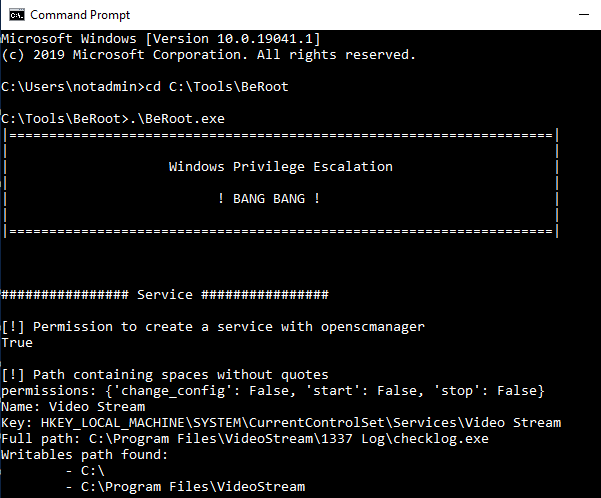 Command Prompt
Microsoft Windows [Version 10.0.19041.1]
(c) 2019 Microsoft Corporation. All rights reserved.
C:\Users\notadmin>cd C:\Tools\BeRoot
C:\Tools\BeRoot>.\BeRoot.exe
|====================================================================|
Windows Privilege Escalation
! BANG BANG !
|====================================================================|
################ Service ################
[!] Permission to create a service with openscmanager
True
[!] Path containing spaces without quotes
permissions: {'change_config': False, 'start': False, 'stop': False}
Name: Video Stream
Key: HKEY_LOCAL_MACHINE\SYSTEM\CurrentControlSet\Services\Video Stream
Full path: C:\Program Files\VideoStream\1337 Log\checklog.exe
Writables path found:
- C:\
- C:\Program Files\VideoStream